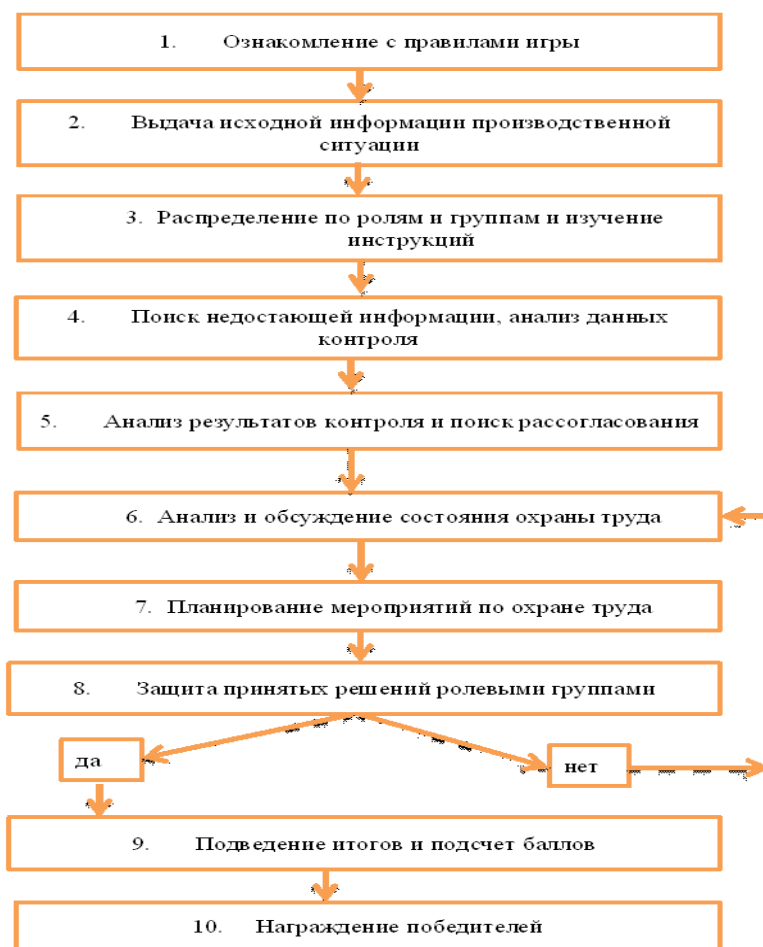 1. Ознакомление с правилами игры
2. Выдача исходной информации производственной
ситуации
3. Распределение по ролям и группам и изучение
инструкций
4. Поиск недостающей информации, анализ данных
контроля
5. Анализ результатов контроля и поиск рассогласования
6. Анализ и обсуждение состояния охраны труда
7. Планирование мероприятий по охране труда
8. Защита принятых решений ролевыми группами
да
нет
9. Подведение итогов и подсчет баллов
10. Награждение победителей